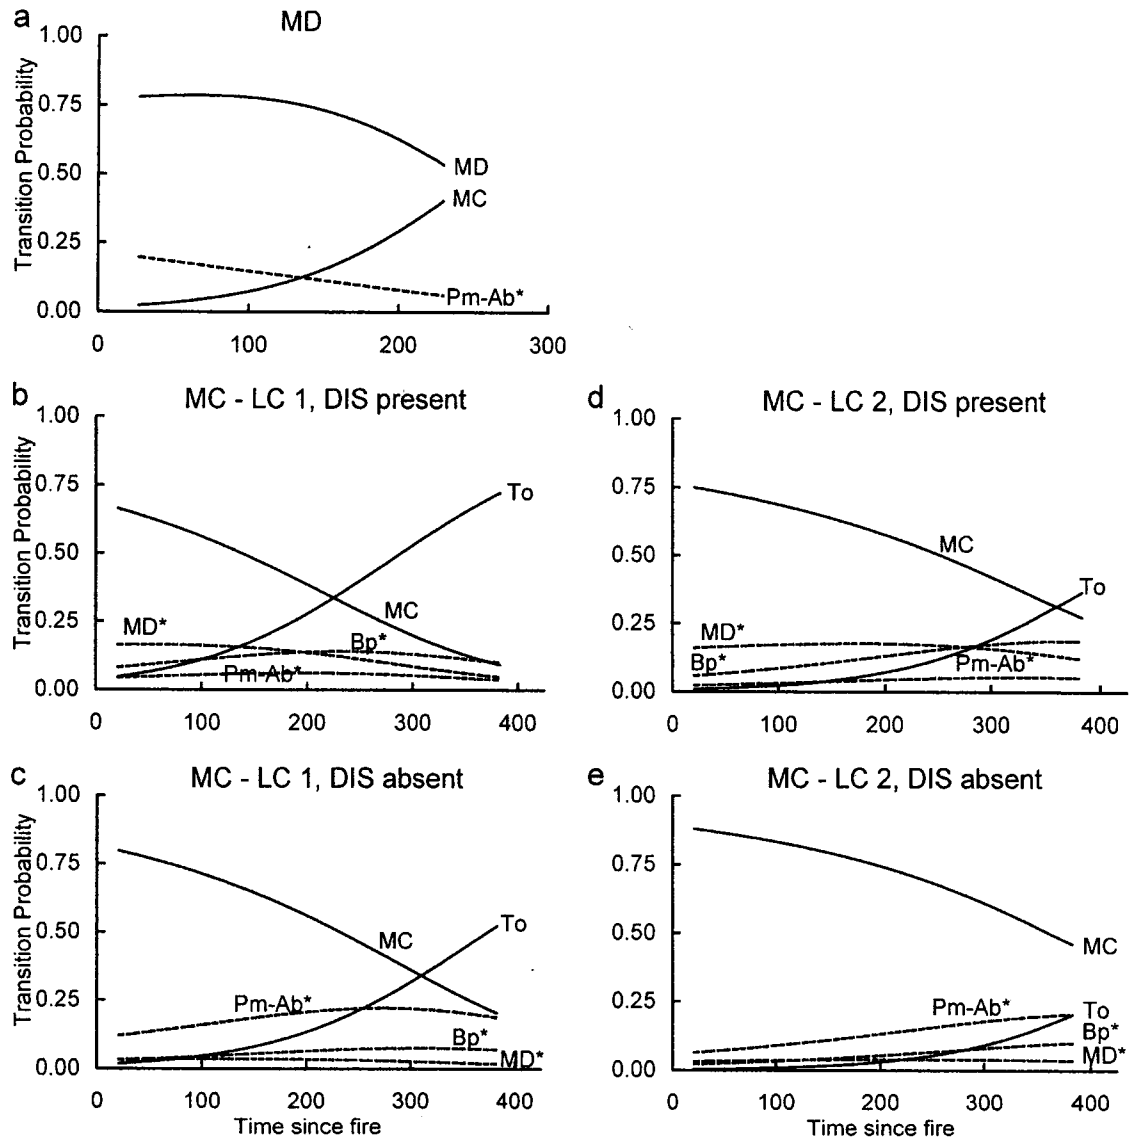 a
MD
1.00
0.75
0.50
0.25
0.00
Transition Probability
MD
MC
Pm-Ab*
0 100 200 300
b
MC - LC 1, DIS present
1.00
0.75
0.50
0.25
0.00
Transition Probability
To
MC
MD*
Bp*
Pm-Ab*
0 100 200 300 400
d
MC - LC 2, DIS present
1.00
0.75
0.50
0.25
0.00
MC
To
MD*
Bp*
Pm-Ab*
0 100 200 300 400
c
MC - LC 1, DIS absent
1.00
0.75
0.50
0.25
0.00
Transition Probability
To
MC
Pm-Ab*
Bp*
MD*
0 100 200 300 400
Time since fire
e
MC - LC 2, DIS absent
1.00
0.75
0.50
0.25
0.00
MC
Pm-Ab*
To
Bp*
MD*
0 100 200 300 400
Time since fire